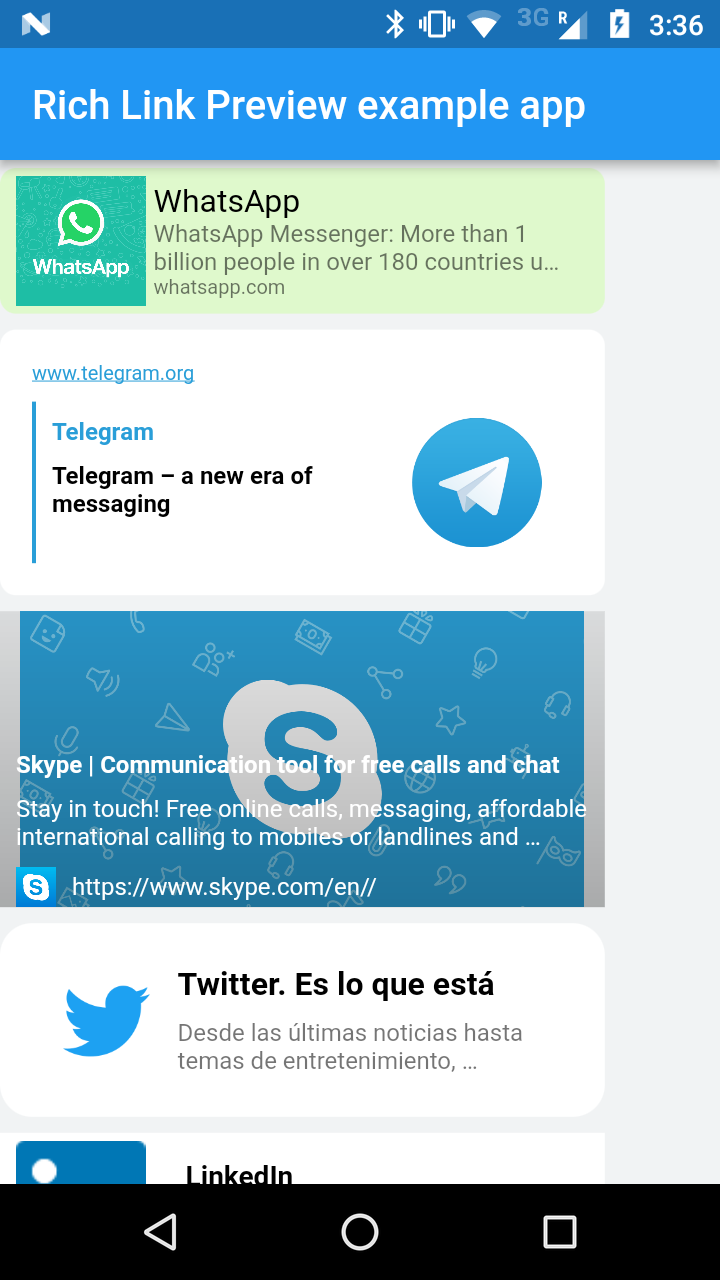 3G R 3:36
Rich Link Preview example app
WhatsApp
WhatsApp
WhatsApp Messenger: More than 1
billion people in over 180 countries u…
whatsapp.com
www.telegram.org
Telegram
Telegram – a new era of
messaging
Skype | Communication tool for free calls and chat
Stay in touch! Free online calls, messaging, affordable
international calling to mobiles or landlines and …
https://www.skype.com/en//
Twitter. Es lo que está
Desde las últimas noticias hasta
temas de entretenimiento, …
LinkedIn